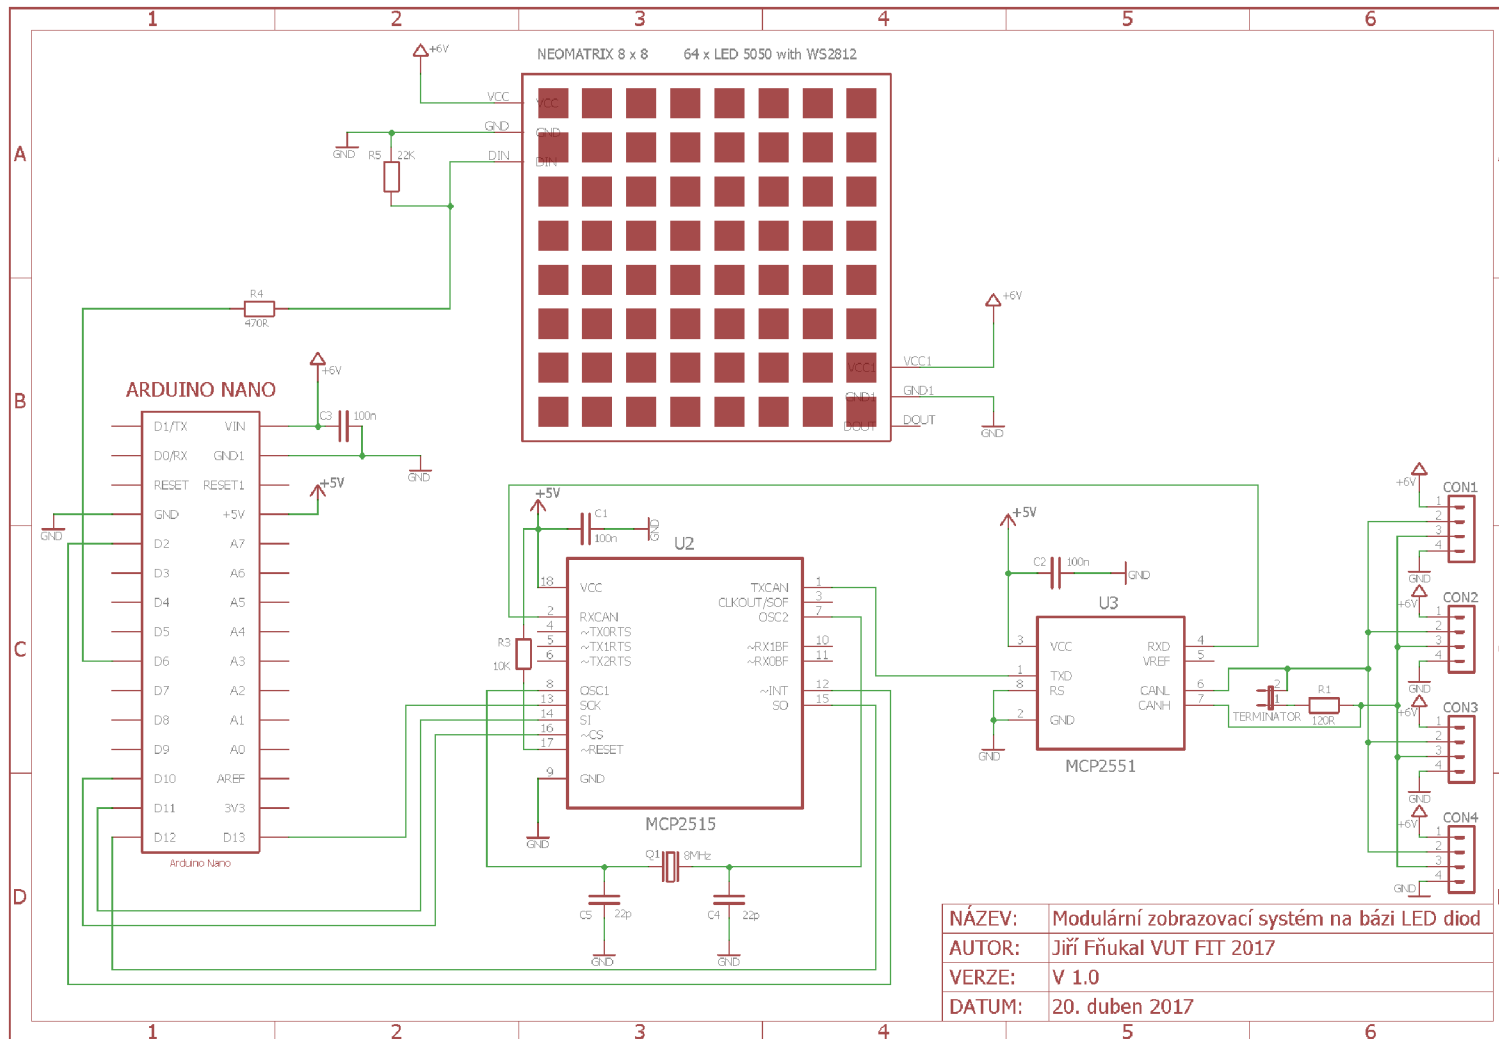 1 2 3 4 5 6
A
B
C
D
NEOMATRIX 8 x 8 64 x LED 5050 with WS2812
+6V
VCC VCC
GND GND
DIN DIN
GND
R5 22K
R4
470R
+6V
VCC1 VCC1
GND1 GND1
DOUT DOUT
GND
ARDUINO NANO
+6V
C3 100n
GND
+5V
GND
D1/TX VIN
D0/RX GND1
RESET RESET1
GND +5V
D2 A7
D3 A6
D4 A5
D5 A4
D6 A3
D7 A2
D8 A1
D9 A0
D10 AREF
D11 3V3
D12 D13
Arduino Nano
+5V
C1
100n
GND
U2
R3
10K
18 VCC TXCAN 1
CLKOUT/SOF 3
2 RXCAN OSC2 7
4 ~TX0RTS
5 ~TX1RTS ~RX1BF 10
6 ~TX2RTS ~RX0BF 11
8 OSC1 ~INT 12
13 SCK SO 15
14 SI
16 ~CS
17 ~RESET
9 GND
MCP2515
GND
Q1 8MHz
C5 22p
C4 22p
GND
GND
+5V
C2 100n
GND
U3
3 VCC RXD 4
VREF 5
1 TXD
8 RS CANL 6
CANH 7
2 GND
MCP2551
GND
2
1
TERMINATOR
R1
120R
+6V
CON1
1
2
3
4
GND
+6V
CON2
1
2
3
4
GND
+6V
CON3
1
2
3
4
GND
+6V
CON4
1
2
3
4
GND
NÁZEV: Modulární zobrazovací systém na bázi LED diod
AUTOR: Jiří Fňukal VUT FIT 2017
VERZE: V 1.0
DATUM: 20. duben 2017
1 2 3 4 5 6